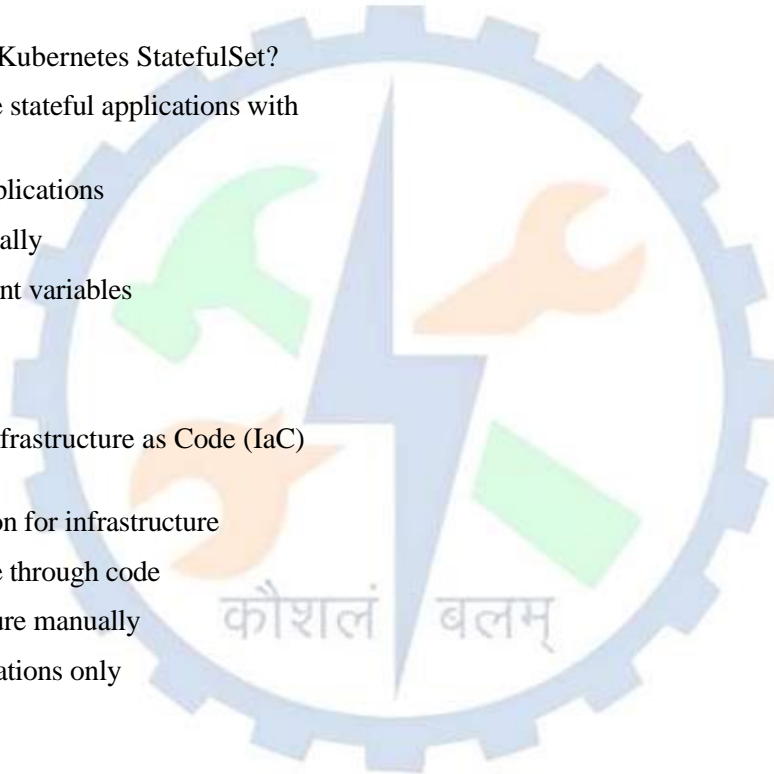 Kubernetes StatefulSet?
e stateful applications with
plications
ally
nt variables
frastructure as Code (IaC)
on for infrastructure
e through code
ure manually
ations only
कौशलं बलम्